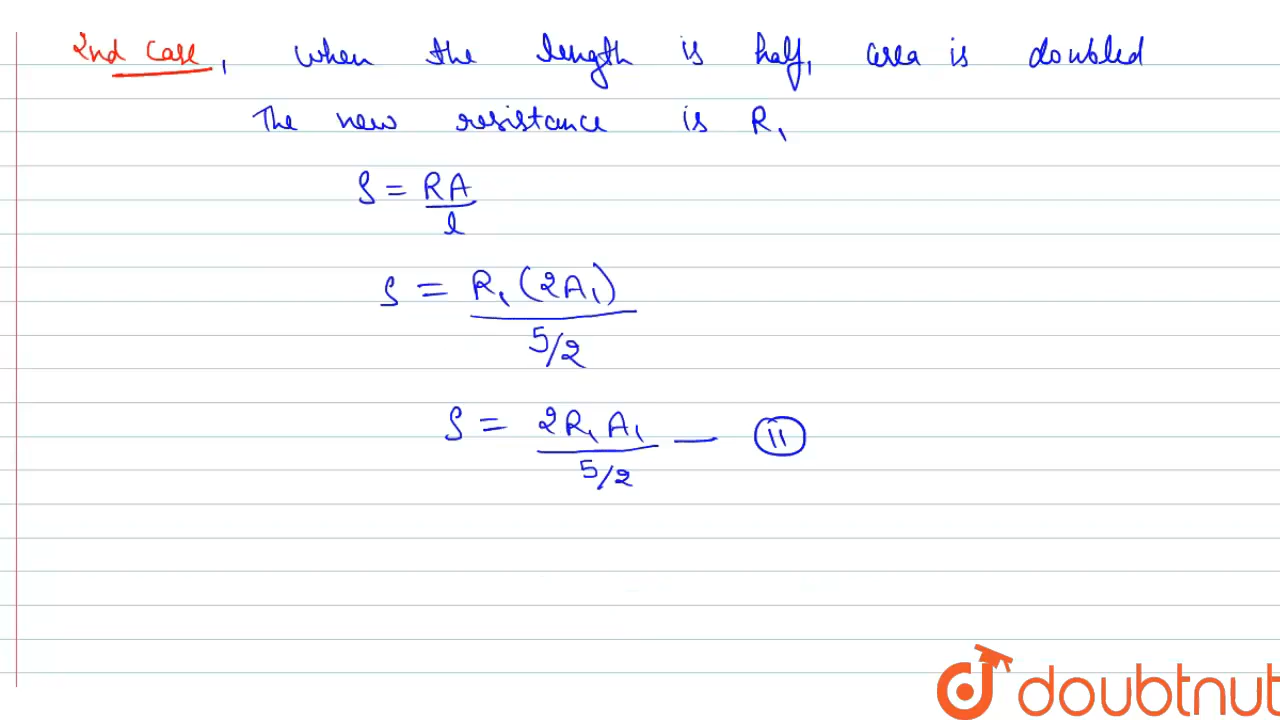 2nd Case, when the length is half, area is doubled
The new resistance is R₁
ρ = RA/l
ρ = R₁(2A₁)/5/2
ρ = 2R₁A₁/5/2 — (II)
doubtnut